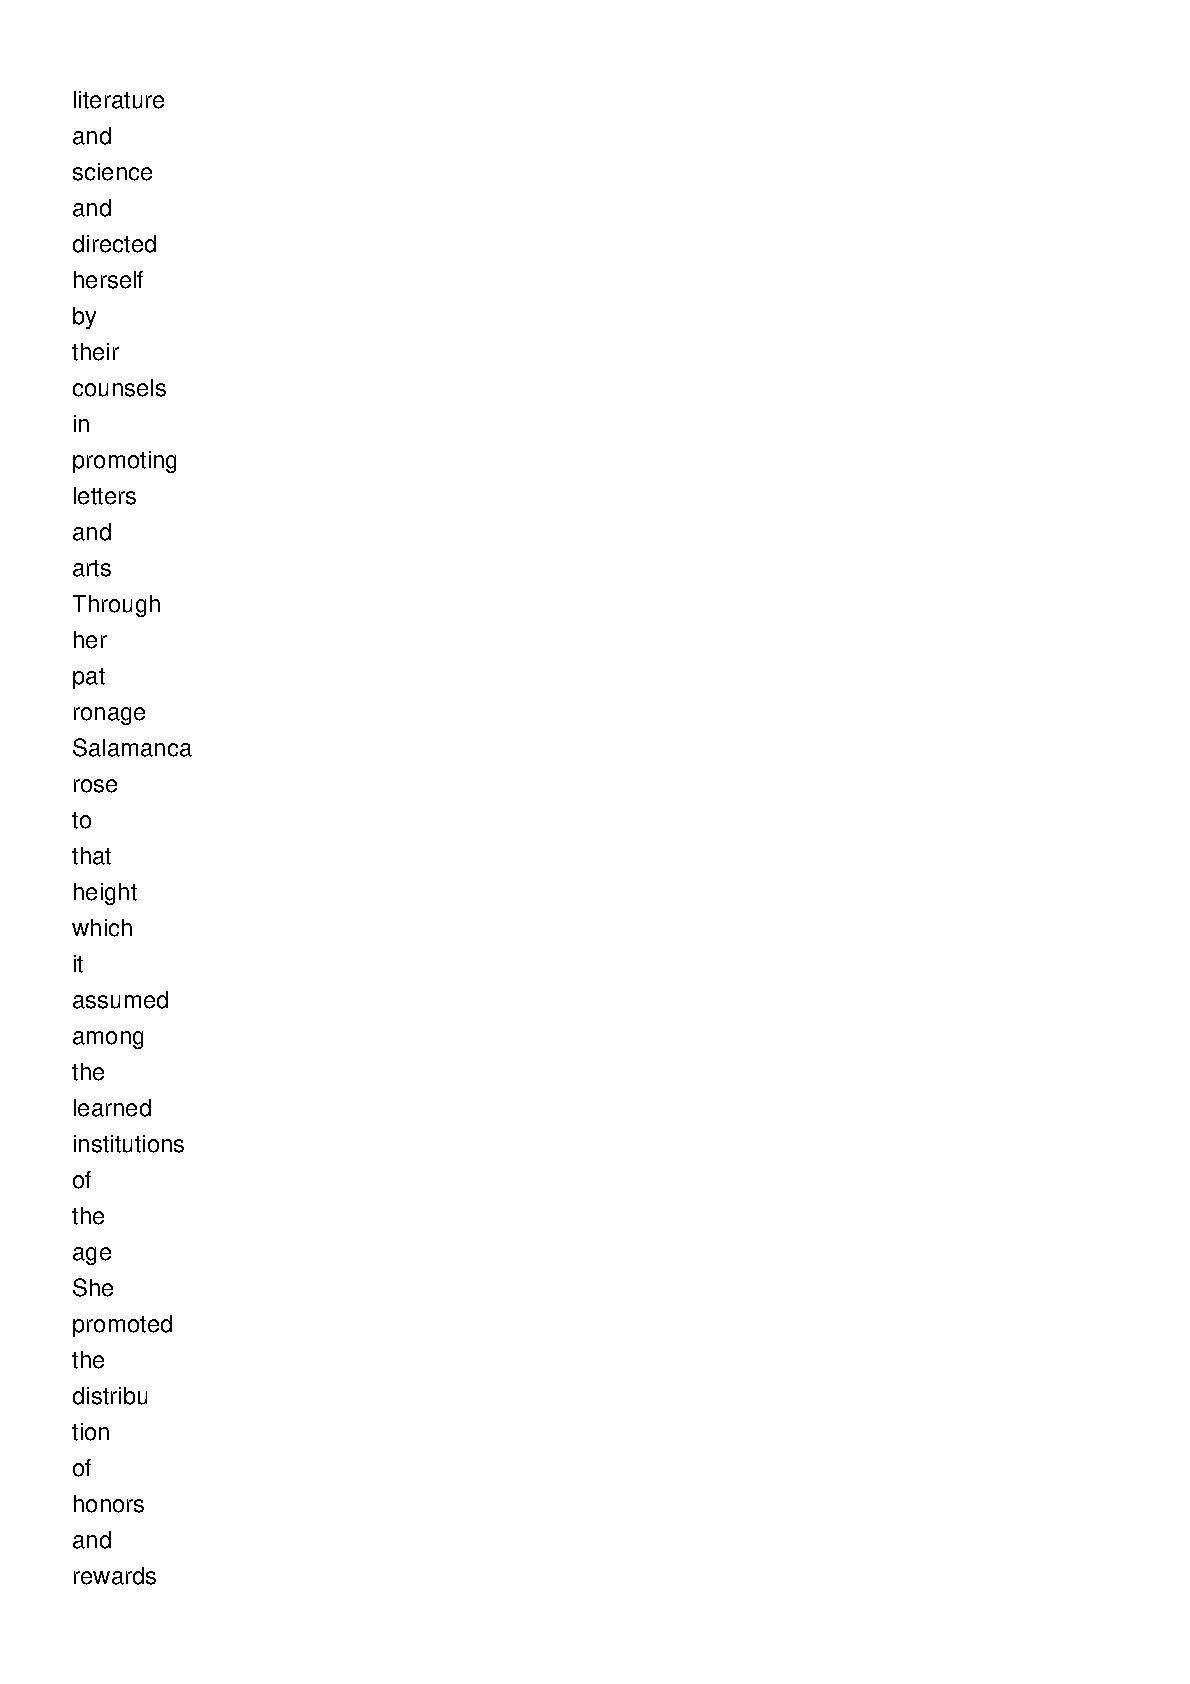 literature
and
science
and
directed
herself
by
their
counsels
in
promoting
letters
and
arts
Through
her
pat
ronage
Salamanca
rose
to
that
height
which
it
assumed
among
the
learned
institutions
of
the
age
She
promoted
the
distribu
tion
of
honors
and
rewards